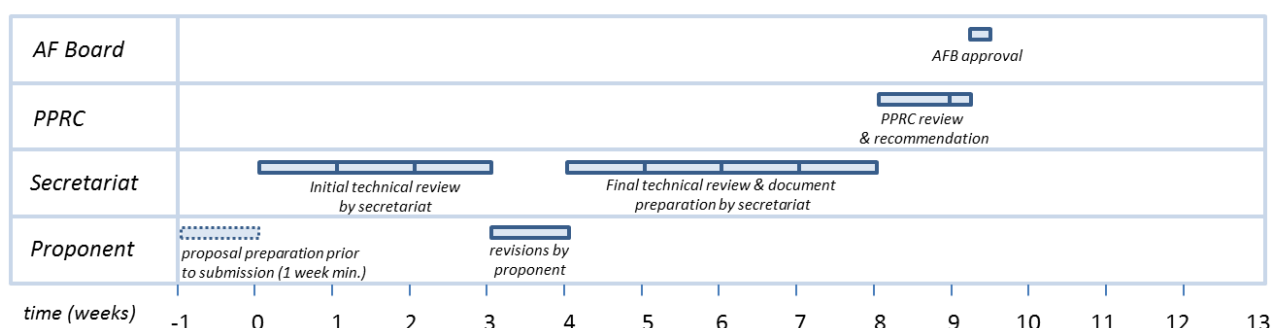 AF Board
AFB approval
PPRC
PPRC review
& recommendation
Secretariat
Initial technical review
by secretariat
Final technical review & document
preparation by secretariat
Proponent
proposal preparation prior
to submission (1 week min.)
revisions by
proponent
time (weeks)
-1 0 1 2 3 4 5 6 7 8 9 10 11 12 13